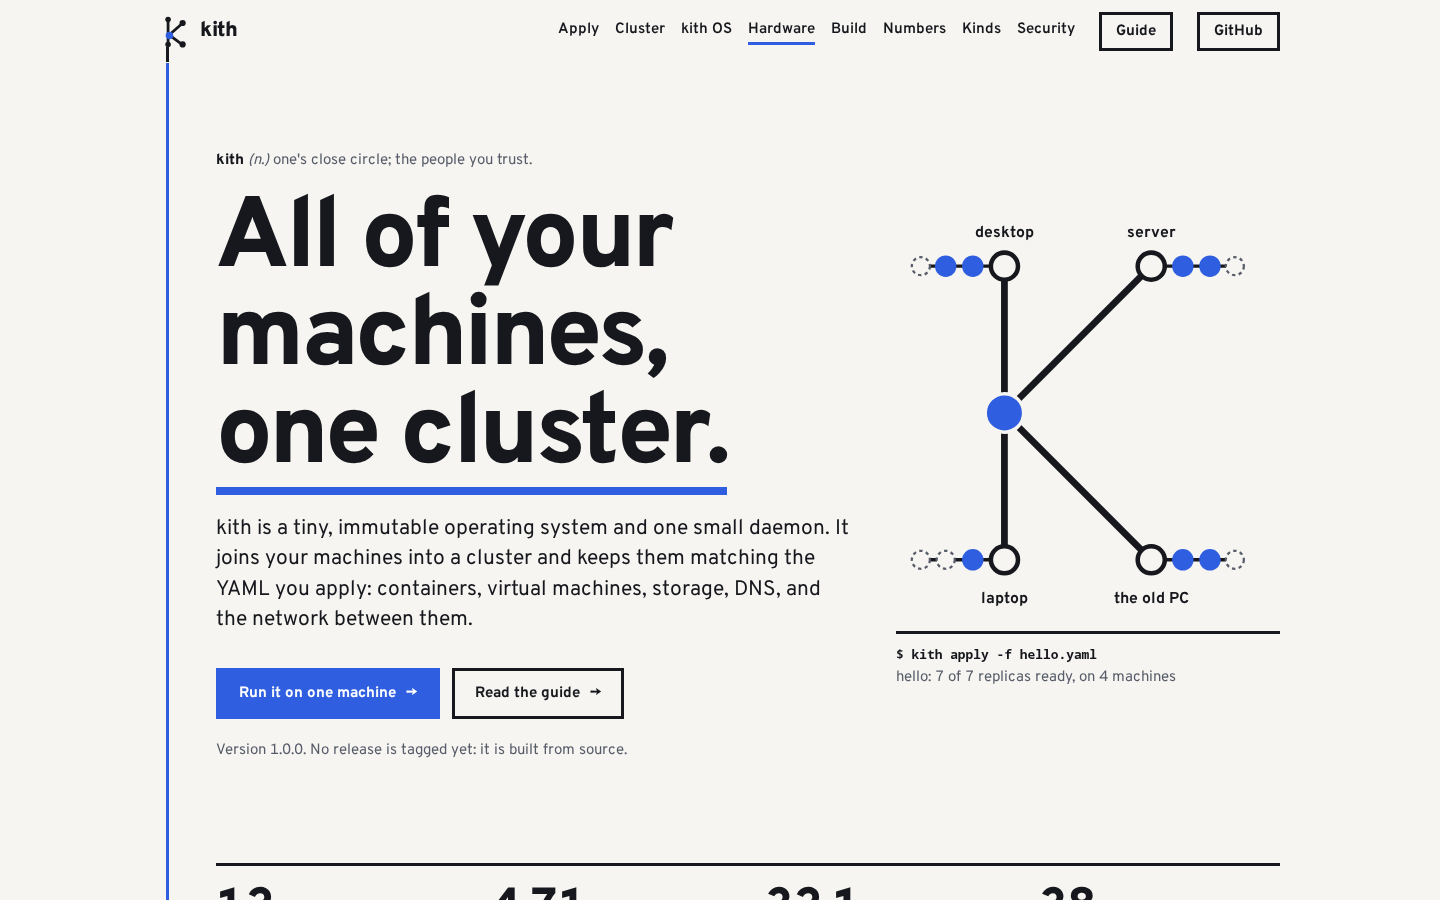 kith
Apply Cluster kith OS Hardware Build Numbers Kinds Security Guide GitHub
kith (n.) one's close circle; the people you trust.
All of your
machines,
one cluster.
kith is a tiny, immutable operating system and one small daemon. It
joins your machines into a cluster and keeps them matching the
YAML you apply: containers, virtual machines, storage, DNS, and
the network between them.
Run it on one machine →
Read the guide →
Version 1.0.0. No release is tagged yet: it is built from source.
desktop
server
laptop
the old PC
$ kith apply -f hello.yaml
hello: 7 of 7 replicas ready, on 4 machines